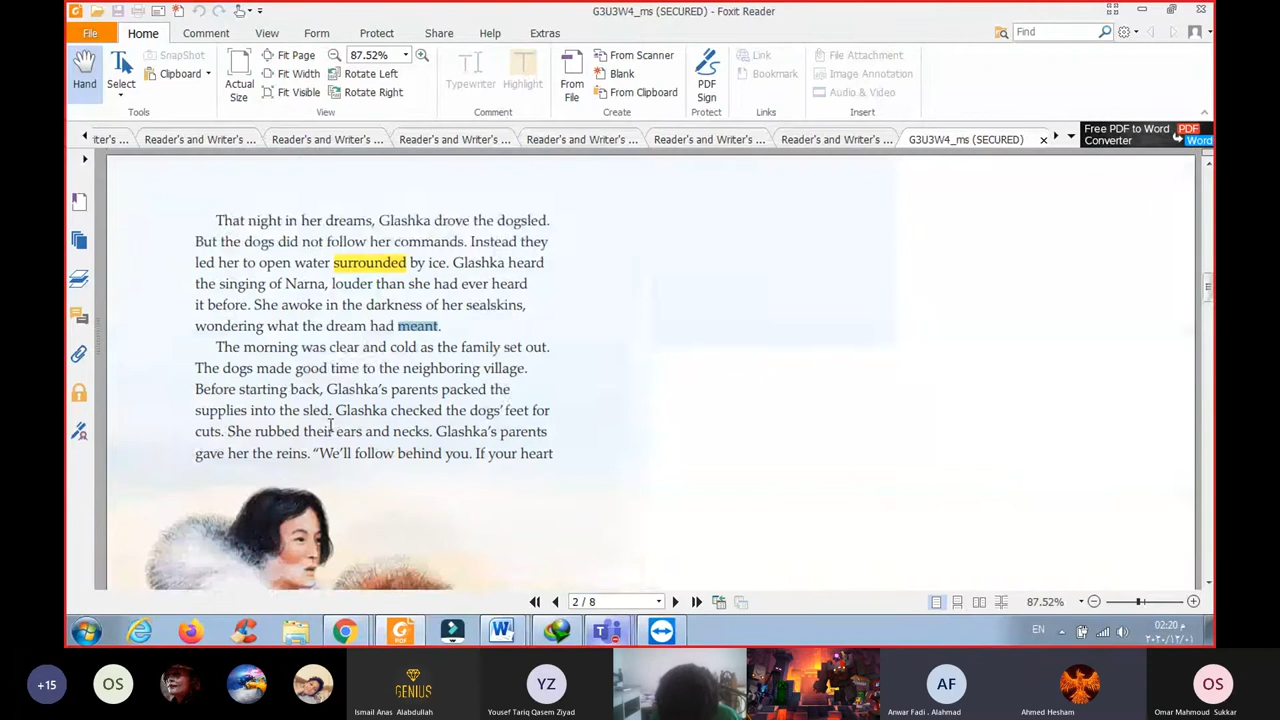 G3U3W4_ms (SECURED) - Foxit Reader
File
Home
Comment
View
Form
Protect
Share
Help
Extras
Find
Hand
Select
SnapShot
Clipboard
Tools
Actual Size
Fit Page
Fit Width
Fit Visible
87.52%
Rotate Left
Rotate Right
View
Typewriter
Highlight
Comment
From File
From Scanner
Blank
From Clipboard
Create
PDF Sign
Protect
Link
Bookmark
Links
File Attachment
Image Annotation
Audio & Video
Insert
iter's ...
Reader's and Writer's ...
Reader's and Writer's ...
Reader's and Writer's ...
Reader's and Writer's ...
Reader's and Writer's ...
Reader's and Writer's ...
G3U3W4_ms (SECURED)
Free PDF to Word
Converter
PDF
Word
That night in her dreams, Glashka drove the dogsled.
But the dogs did not follow her commands. Instead they
led her to open water surrounded by ice. Glashka heard
the singing of Narna, louder than she had ever heard
it before. She awoke in the darkness of her sealskins,
wondering what the dream had meant.
The morning was clear and cold as the family set out.
The dogs made good time to the neighboring village.
Before starting back, Glashka's parents packed the
supplies into the sled. Glashka checked the dogs' feet for
cuts. She rubbed their ears and necks. Glashka's parents
gave her the reins. "We'll follow behind you. If your heart
2 / 8
87.52%
EN
02:20 م
٢٠٢٠/١٢/٠١
+15
OS
GENIUS
Ismail Anas Alabdullah
YZ
Yousef Tariq Qasem Ziyad
AF
Anwar Fadi . Alahmad
Ahmed Hesham
OS
Omar Mahmoud Sukkar